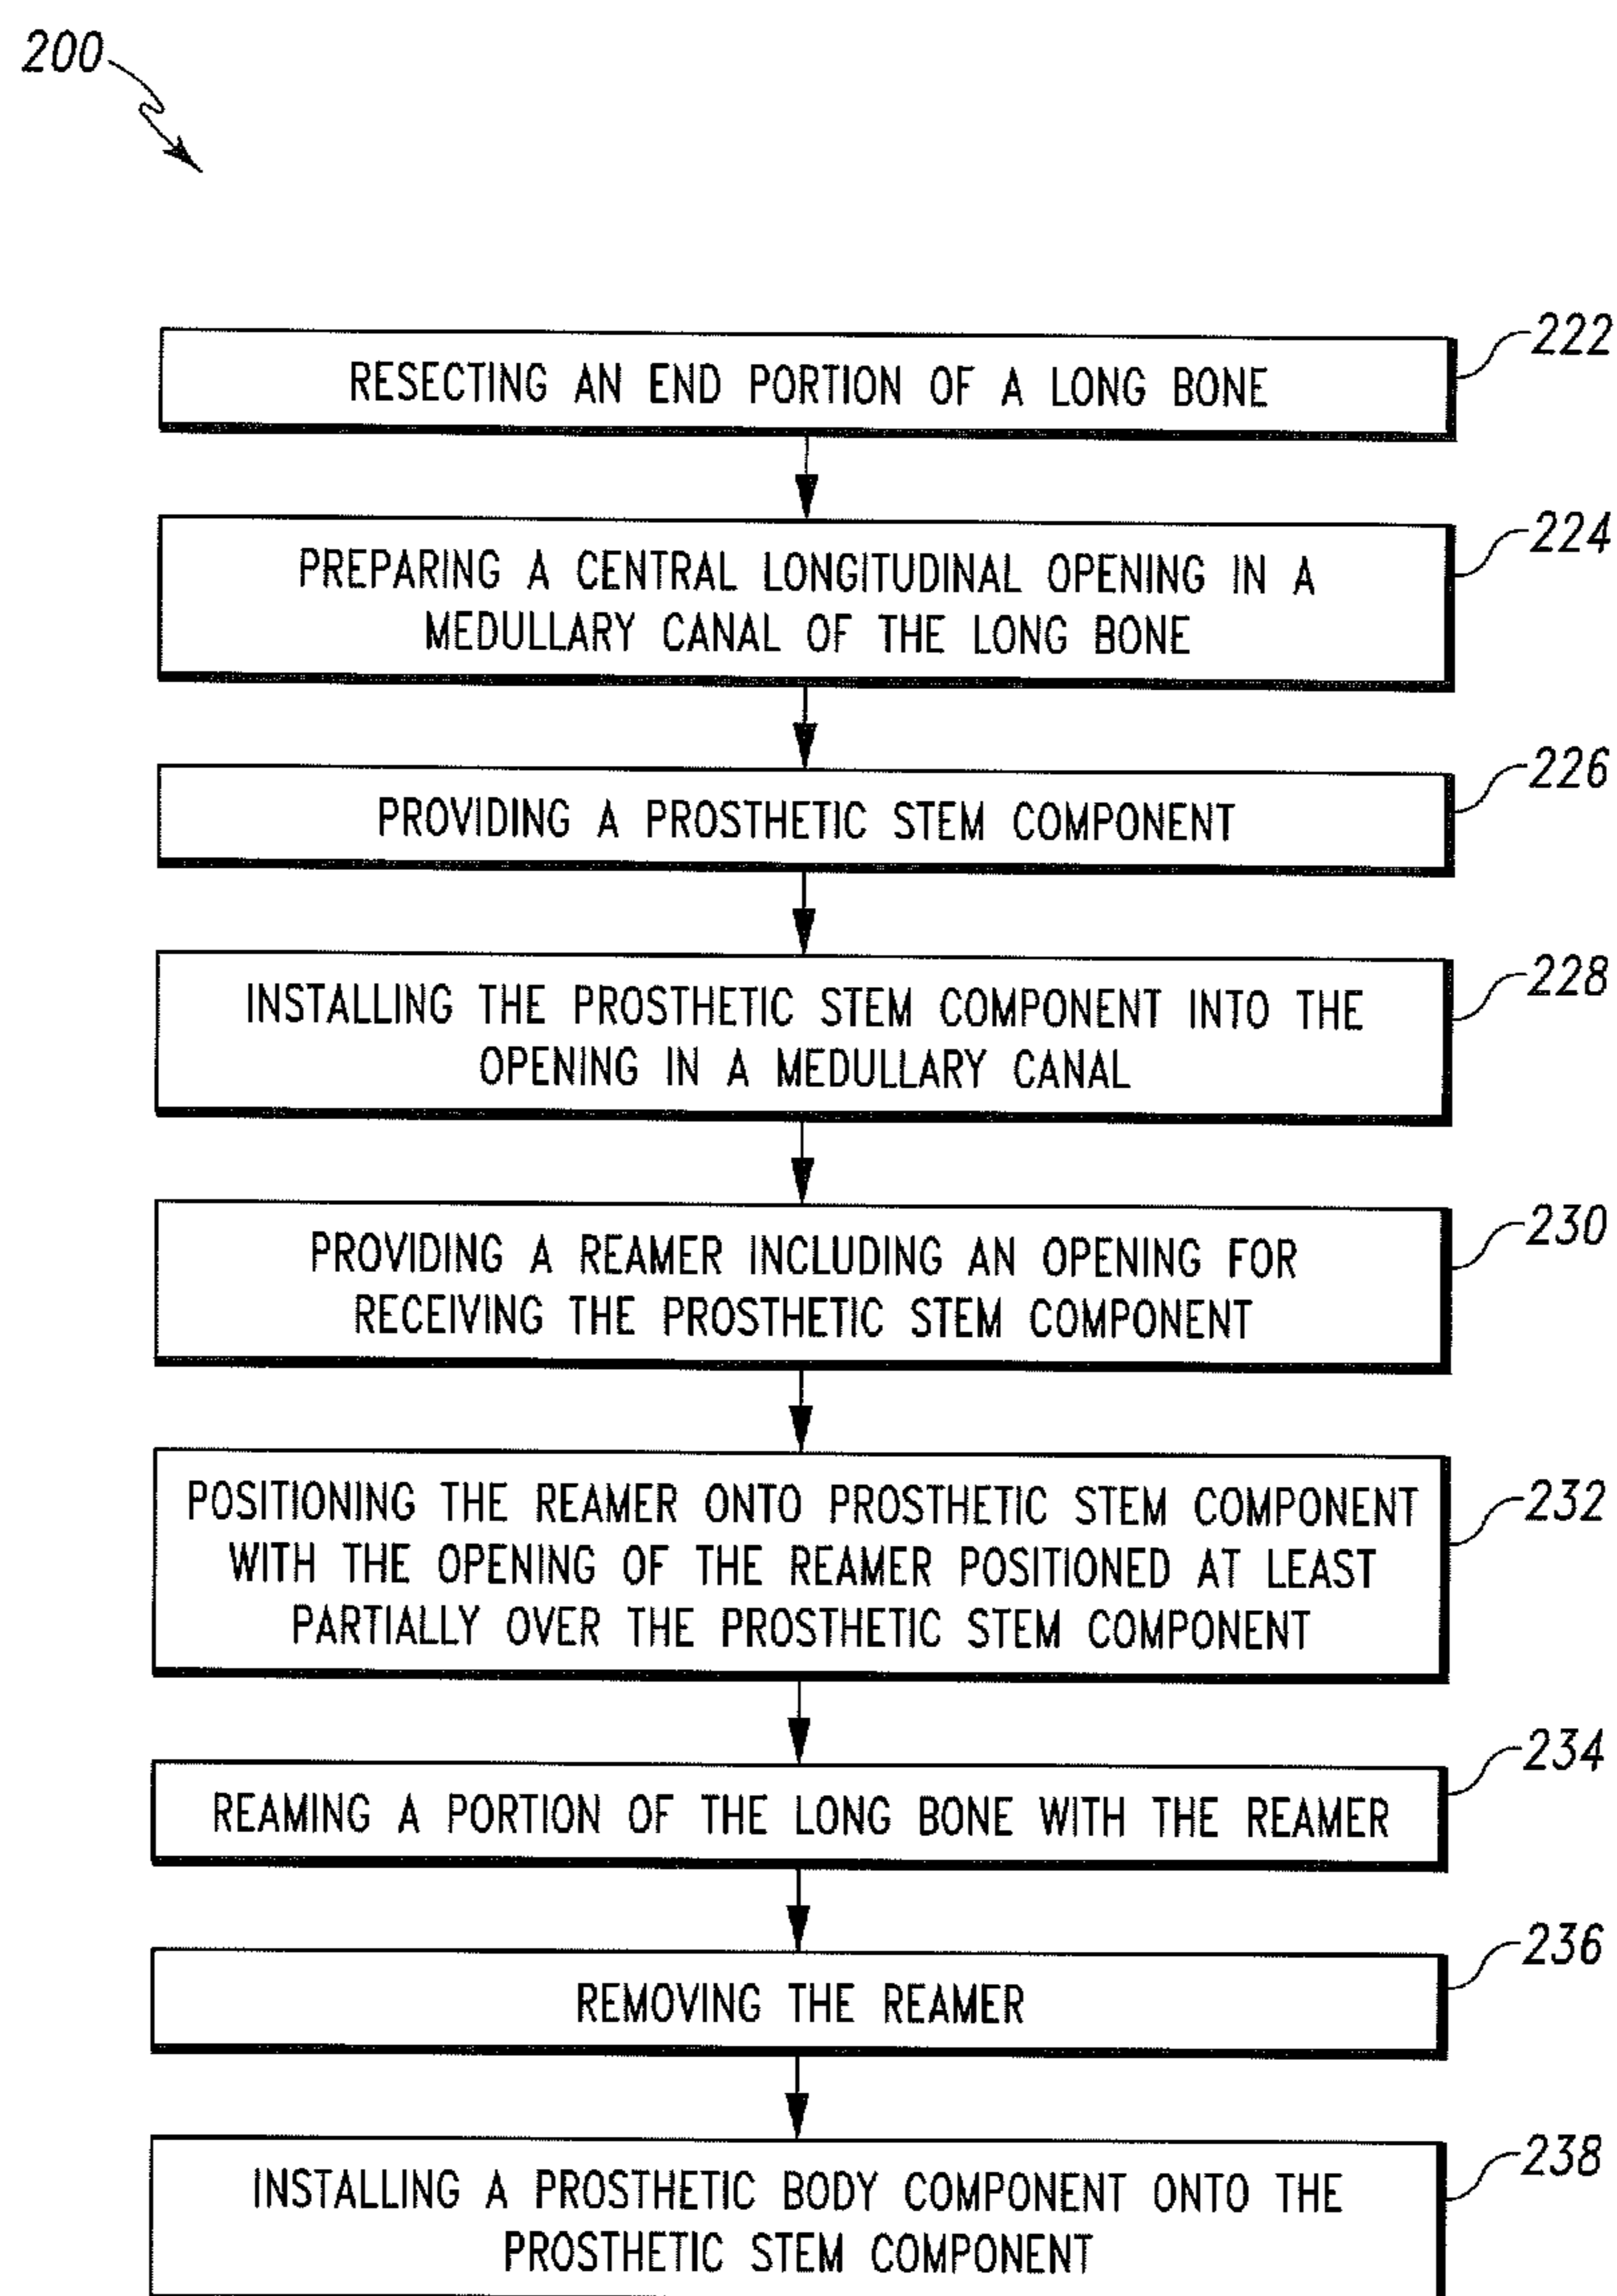 200
RESECTING AN END PORTION OF A LONG BONE
222
PREPARING A CENTRAL LONGITUDINAL OPENING IN A
MEDULLARY CANAL OF THE LONG BONE
224
PROVIDING A PROSTHETIC STEM COMPONENT
226
INSTALLING THE PROSTHETIC STEM COMPONENT INTO THE
OPENING IN A MEDULLARY CANAL
228
PROVIDING A REAMER INCLUDING AN OPENING FOR
RECEIVING THE PROSTHETIC STEM COMPONENT
230
POSITIONING THE REAMER ONTO PROSTHETIC STEM COMPONENT
WITH THE OPENING OF THE REAMER POSITIONED AT LEAST
PARTIALLY OVER THE PROSTHETIC STEM COMPONENT
232
REAMING A PORTION OF THE LONG BONE WITH THE REAMER
234
REMOVING THE REAMER
236
INSTALLING A PROSTHETIC BODY COMPONENT ONTO THE
PROSTHETIC STEM COMPONENT
238